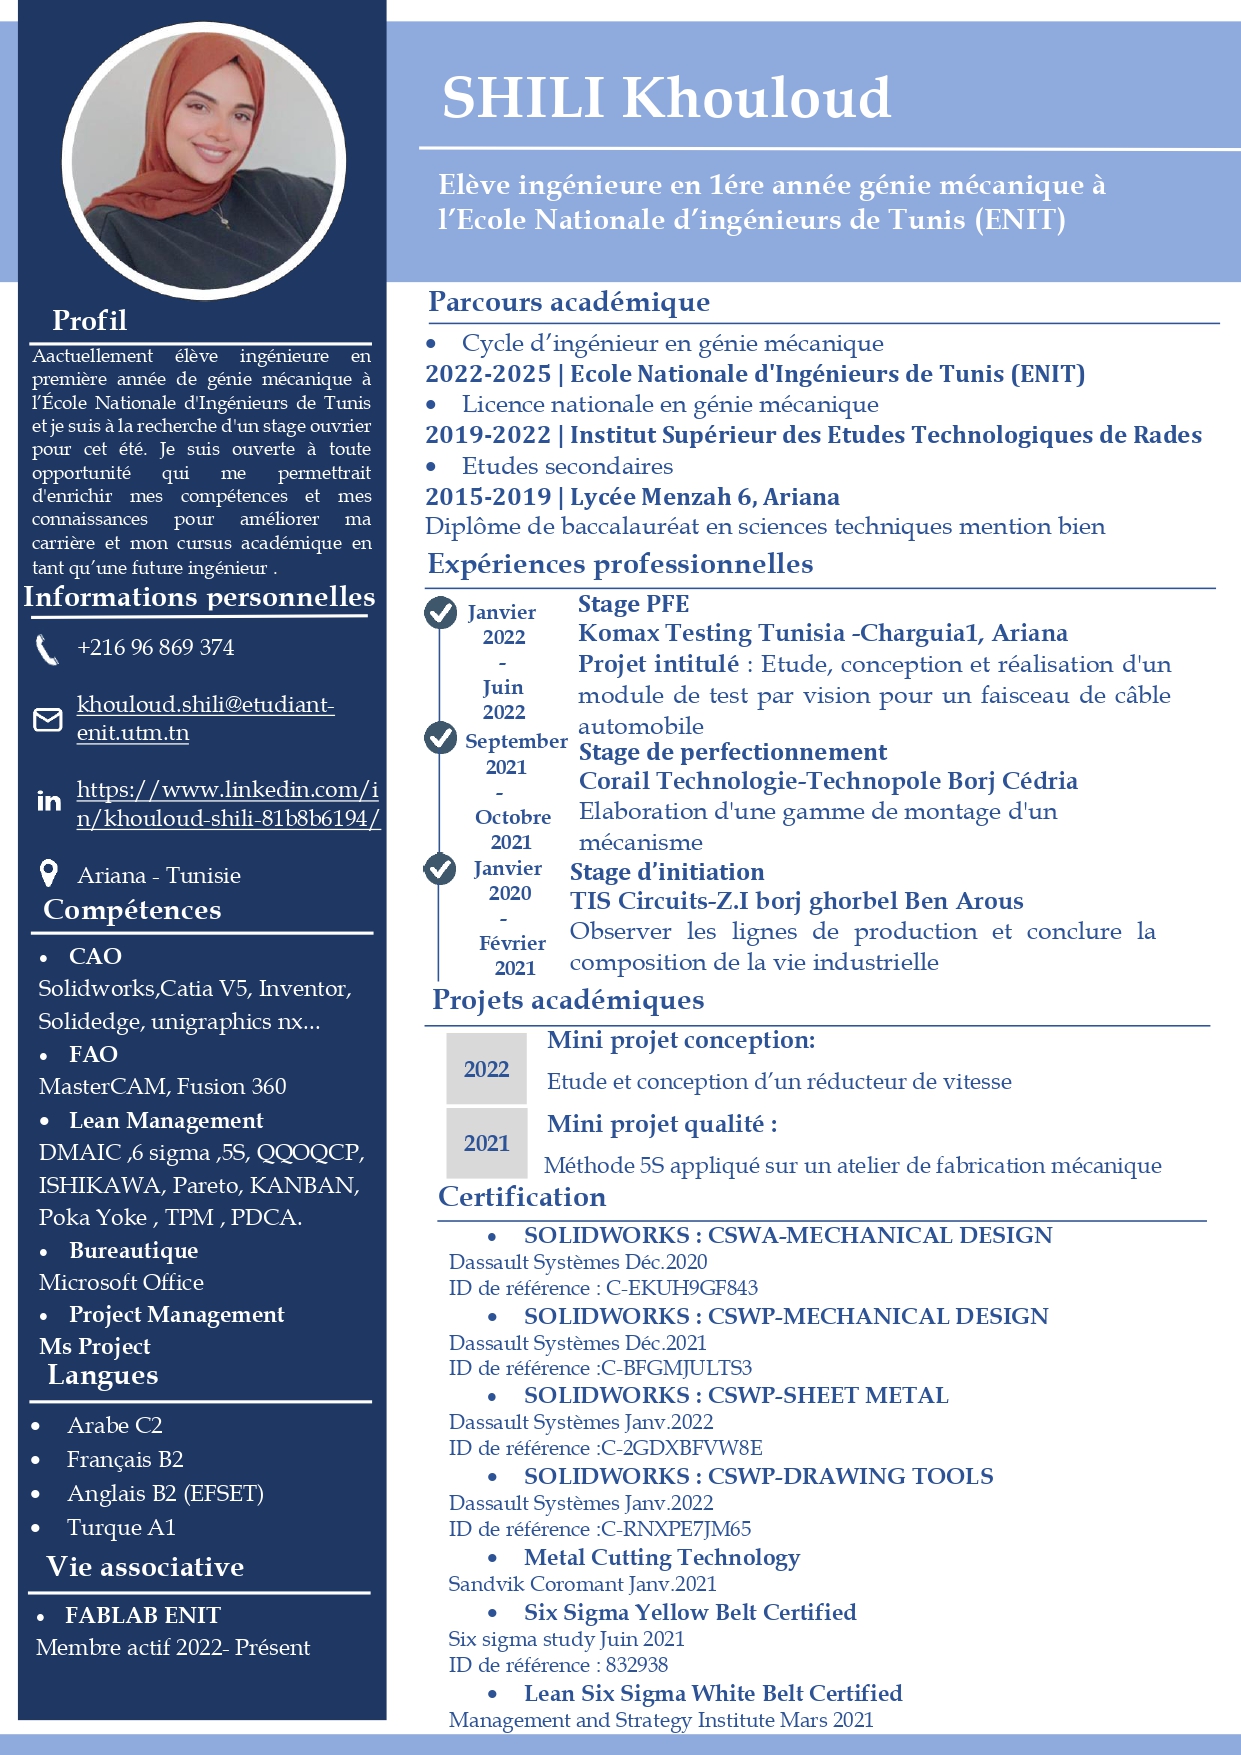 SHILI Khouloud
Elève ingénieure en 1ére année génie mécanique à
l’Ecole Nationale d’ingénieurs de Tunis (ENIT)
Profil
Aactuellement élève ingénieure en
première année de génie mécanique à
l’École Nationale d'Ingénieurs de Tunis
et je suis à la recherche d'un stage ouvrier
pour cet été. Je suis ouverte à toute
opportunité qui me permettrait
d'enrichir mes compétences et mes
connaissances pour améliorer ma
carrière et mon cursus académique en
tant qu’une future ingénieur .
Informations personnelles
+216 96 869 374
khouloud.shili@etudiant-
enit.utm.tn
in
https://www.linkedin.com/i
n/khouloud-shili-81b8b6194/
Ariana - Tunisie
Compétences
• CAO
Solidworks,Catia V5, Inventor,
Solidedge, unigraphics nx...
• FAO
MasterCAM, Fusion 360
• Lean Management
DMAIC ,6 sigma ,5S, QQOQCP,
ISHIKAWA, Pareto, KANBAN,
Poka Yoke , TPM , PDCA.
• Bureautique
Microsoft Office
• Project Management
Ms Project
Langues
• Arabe C2
• Français B2
• Anglais B2 (EFSET)
• Turque A1
Vie associative
• FABLAB ENIT
Membre actif 2022- Présent
Parcours académique
• Cycle d’ingénieur en génie mécanique
2022-2025 | Ecole Nationale d'Ingénieurs de Tunis (ENIT)
• Licence nationale en génie mécanique
2019-2022 | Institut Supérieur des Etudes Technologiques de Rades
• Etudes secondaires
2015-2019 | Lycée Menzah 6, Ariana
Diplôme de baccalauréat en sciences techniques mention bien
Expériences professionnelles
Janvier
2022
-
Juin
2022
Stage PFE
Komax Testing Tunisia -Charguia1, Ariana
Projet intitulé : Etude, conception et réalisation d'un
module de test par vision pour un faisceau de câble
automobile
September
2021
-
Octobre
2021
Stage de perfectionnement
Corail Technologie-Technopole Borj Cédria
Elaboration d'une gamme de montage d'un
mécanisme
Janvier
2020
-
Février
2021
Stage d’initiation
TIS Circuits-Z.I borj ghorbel Ben Arous
Observer les lignes de production et conclure la
composition de la vie industrielle
Projets académiques
2022
Mini projet conception:
Etude et conception d’un réducteur de vitesse
2021
Mini projet qualité :
Méthode 5S appliqué sur un atelier de fabrication mécanique
Certification
• SOLIDWORKS : CSWA-MECHANICAL DESIGN
Dassault Systèmes Déc.2020
ID de référence : C-EKUH9GF843
• SOLIDWORKS : CSWP-MECHANICAL DESIGN
Dassault Systèmes Déc.2021
ID de référence :C-BFGMJULTS3
• SOLIDWORKS : CSWP-SHEET METAL
Dassault Systèmes Janv.2022
ID de référence :C-2GDXBFVW8E
• SOLIDWORKS : CSWP-DRAWING TOOLS
Dassault Systèmes Janv.2022
ID de référence :C-RNXPE7JM65
• Metal Cutting Technology
Sandvik Coromant Janv.2021
• Six Sigma Yellow Belt Certified
Six sigma study Juin 2021
ID de référence : 832938
• Lean Six Sigma White Belt Certified
Management and Strategy Institute Mars 2021